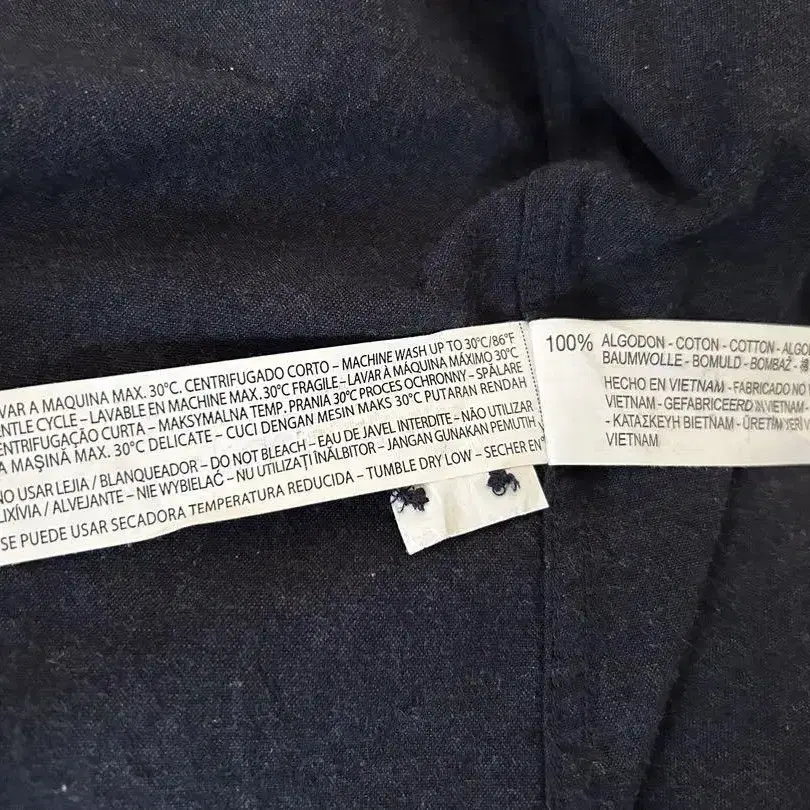 AVAR A MAQUINA MAX. 30°C. CENTRIFUGADO CORTO – MACHINE WASH UP TO 30°C/86°F
ENTLE CYCLE – LAVABLE EN MACHINE MAX. 30°C FRAGILE – LAVAR À MÁQUINA MÁXIMO 30°C
CENTRIFUGAÇÃO CURTA – MAKSYMALNA TEMP. PRANIA 30°C PROCES OCHRONNY – SPĂLARE
A MAŞINĂ MAX. 30°C DELICATE – CUCI DENGAN MESIN MAKS 30°C PUTARAN RENDAH
NO USAR LEJIA / BLANQUEADOR – DO NOT BLEACH – EAU DE JAVEL INTERDITE – NÃO UTILIZAR
LIXÍVIA / ALVEJANTE – NIE WYBIELAĆ – NU UTILIZAȚI ÎNĂLBITOR – JANGAN GUNAKAN PEMUTIH
SE PUEDE USAR SECADORA TEMPERATURA REDUCIDA – TUMBLE DRY LOW – SECHER EN
100% ALGODON - COTON - COTTON - ALGO
BAUMWOLLE - BOMULD - BOMBAZ -
HECHO EN VIETNAM - FABRICADO NO
VIETNAM - GEFABRICEERD IN VIETNAM -
- ΚΑΤΑΣΚΕΥΗ ΒΙΕΤΝΑΜ - ÜRETİM YERİ
VIETNAM